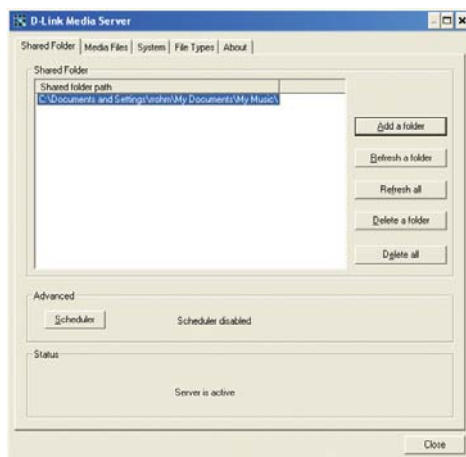 D-Link Media Server
Shared Folder Media Files System File Types About
Shared Folder
Shared folder path
C:\Documents and Settings\rrohm\My Documents\My Music\
Add a folder
Refresh a folder
Refresh all
Delete a folder
Delete all
Advanced
Scheduler
Scheduler disabled
Status
Server is active
Close